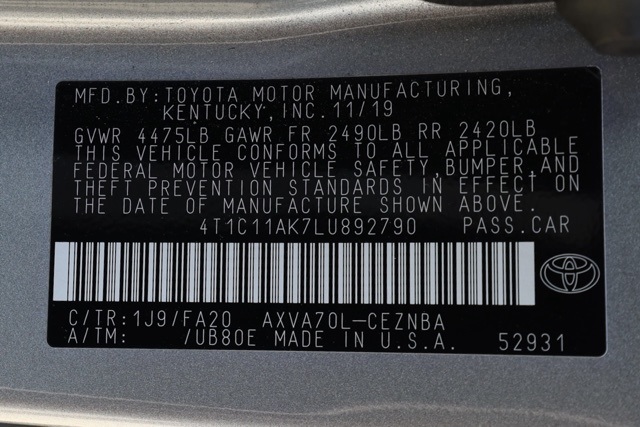 MFD.BY:TOYOTA MOTOR MANUFACTURING,
KENTUCKY,INC.11/19
GVWR 4475LB GAWR FR 2490LB RR 2420LB
THIS VEHICLE CONFORMS TO ALL APPLICABLE
FEDERAL MOTOR VEHICLE SAFETY,BUMPER,AND
THEFT PREVENTION STANDARDS IN EFFECT ON
THE DATE OF MANUFACTURE SHOWN ABOVE.
4T1C11AK7LU892790 PASS.CAR
C/TR:1J9/FA20 AXVA70L-CEZNBA
A/TM: /UB80E MADE IN U.S.A. 52931